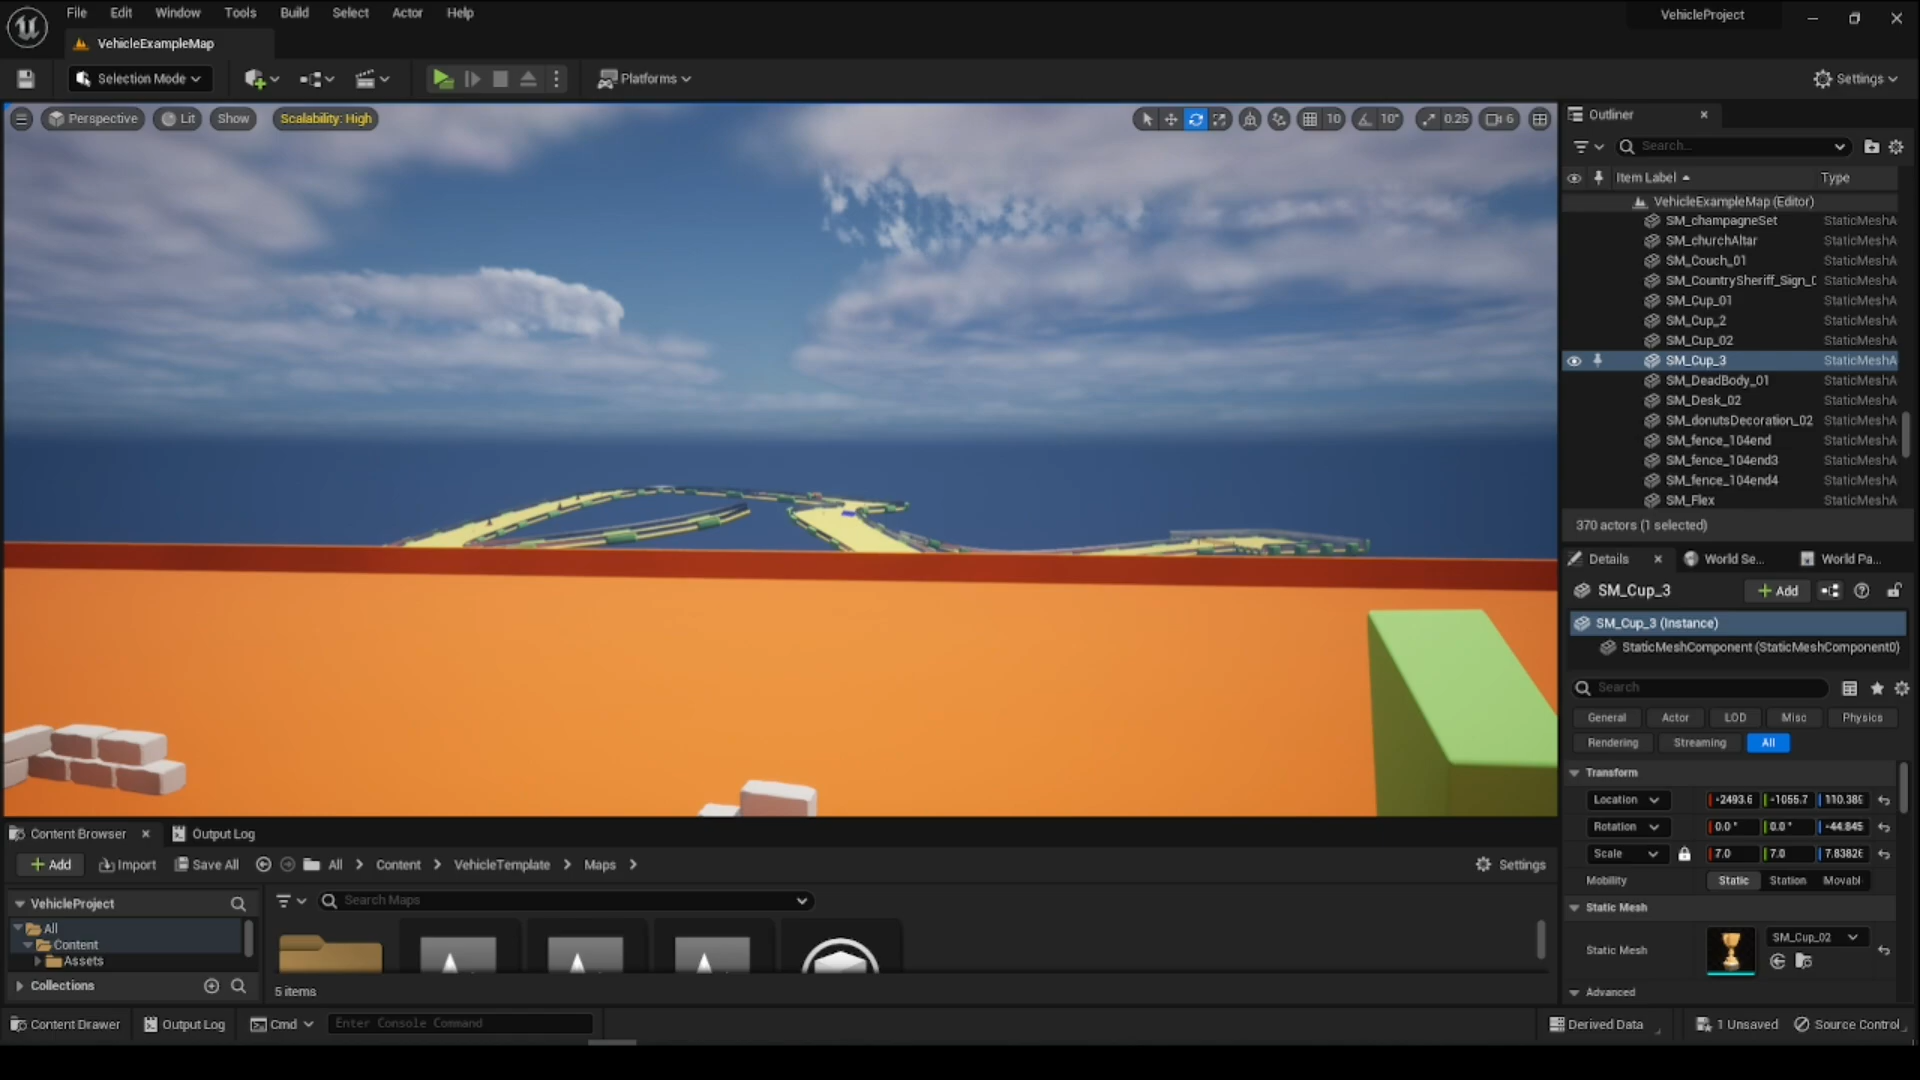 File Edit Window Tools Build Select Actor Help
VehicleProject
VehicleExampleMap
Selection Mode
Platforms
Settings
Perspective Lit Show Scalability: High
10 10° 0.25 6
Outliner
Search...
Item Label Type
VehicleExampleMap (Editor)
SM_champagneSet StaticMeshA
SM_churchAltar StaticMeshA
SM_Couch_01 StaticMeshA
SM_CountrySheriff_Sign_ StaticMeshA
SM_Cup_01 StaticMeshA
SM_Cup_2 StaticMeshA
SM_Cup_02 StaticMeshA
SM_Cup_3 StaticMeshA
SM_DeadBody_01 StaticMeshA
SM_Desk_02 StaticMeshA
SM_donutsDecoration_02 StaticMeshA
SM_fence_104end StaticMeshA
SM_fence_104end3 StaticMeshA
SM_fence_104end4 StaticMeshA
SM_Flex StaticMeshA
370 actors (1 selected)
Details World Se... World Pa...
SM_Cup_3 + Add
SM_Cup_3 (Instance)
StaticMeshComponent (StaticMeshComponent0)
Search
General Actor LOD Misc Physics
Rendering Streaming All
Transform
Location -2493.6 -1055.7 110.389
Rotation 0.0° 0.0° -44.845
Scale 7.0 7.0 7.8382
Mobility Static Station Movabl
Static Mesh
Static Mesh SM_Cup_02
Advanced
Content Browser Output Log
+ Add Import Save All All > Content > VehicleTemplate > Maps > Settings
VehicleProject
Search Maps
All
Content
Assets
Collections
5 items
Content Drawer Output Log Cmd Enter Console Command
Derived Data 1 Unsaved Source Control